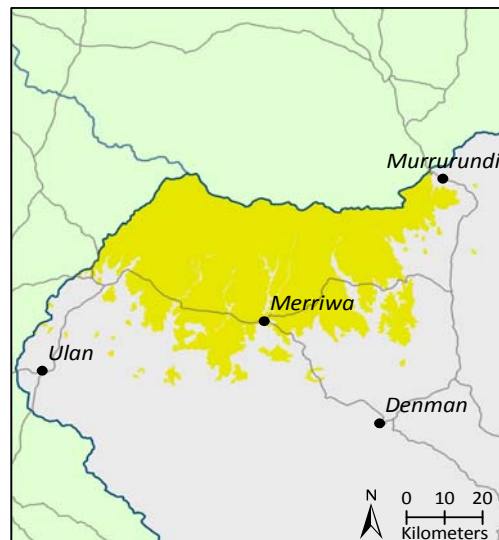 Murrurundi
Merriwa
Ulan
Denman
N
0 10 20
Kilometers